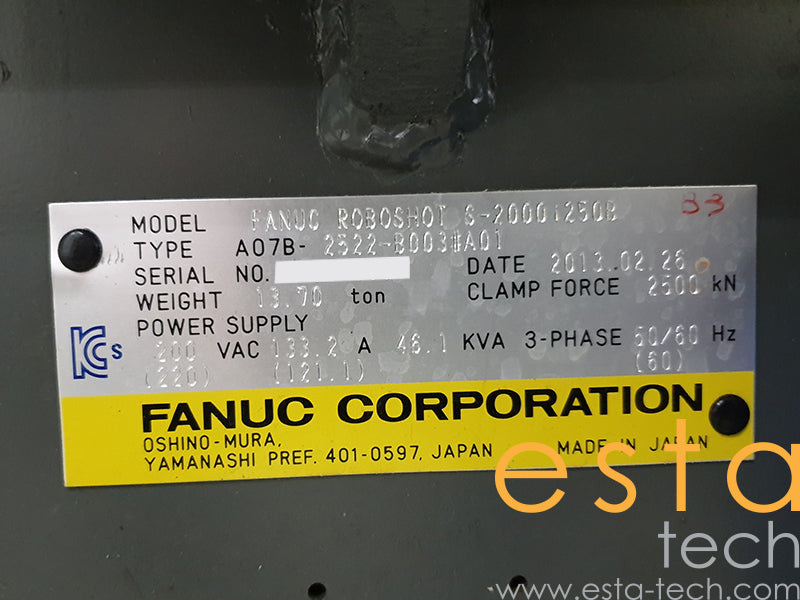 MODEL FANUC ROBOSHOT S-2000i250B B3
TYPE A07B-2522-B003#A01
SERIAL NO. DATE 2013.02.26
WEIGHT 13.70 ton CLAMP FORCE 2500 kN
POWER SUPPLY
KCs 200 VAC 133.2 A 46.1 KVA 3-PHASE 50/60 Hz
(220) (121.1) (60)
FANUC CORPORATION
OSHINO-MURA,
YAMANASHI PREF. 401-0597, JAPAN MADE IN JAPAN
esta
tech
www.esta-tech.com